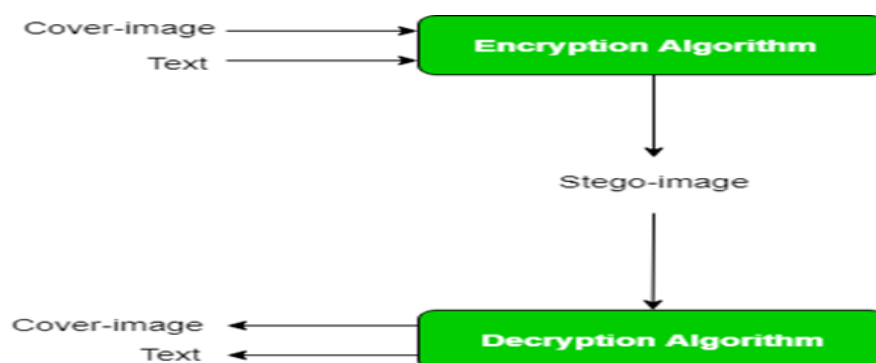 Cover-image
Encryption Algorithm
Text
Stego-image
Cover-image
Decryption Algorithm
Text